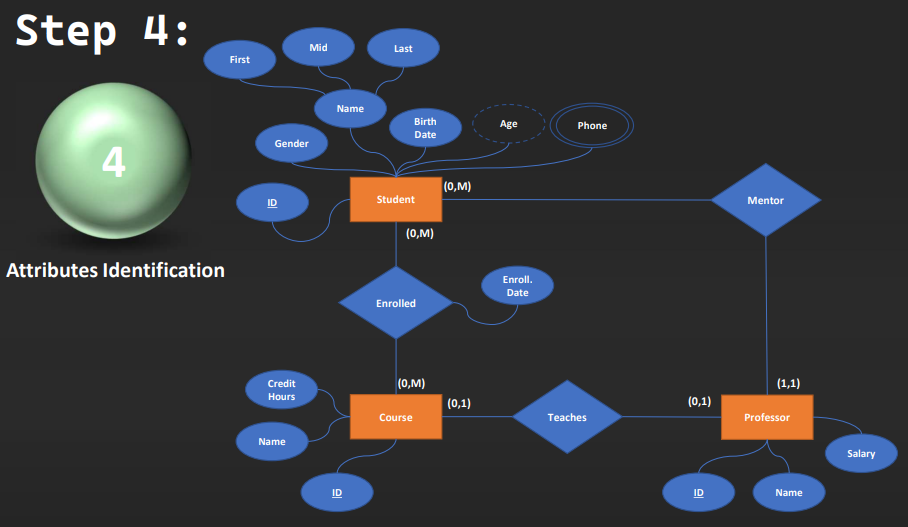 Step 4:
4
Attributes Identification
First
Mid
Last
Name
Gender
Birth
Date
Age
Phone
ID
Student
(0,M)
(0,M)
Mentor
Enrolled
Enroll.
Date
Credit
Hours
Name
ID
(0,M)
Course
(0,1)
Teaches
(0,1)
(1,1)
Professor
Salary
ID
Name